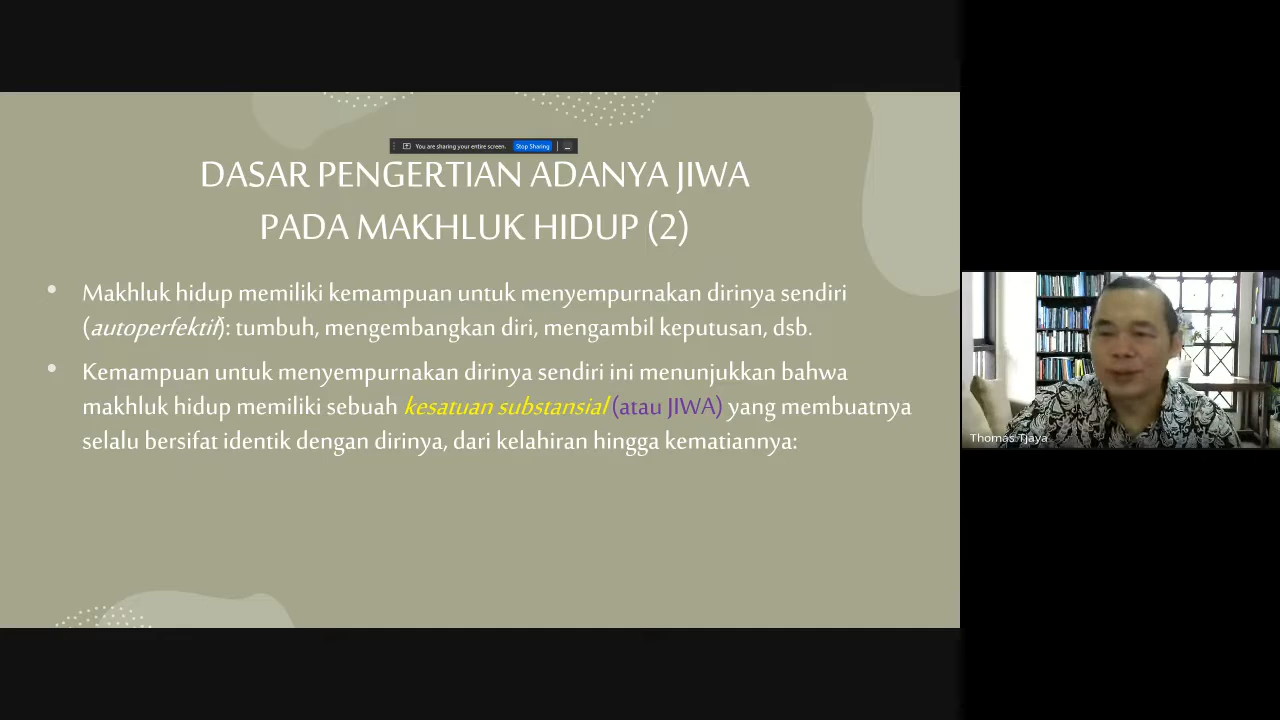 You are sharing your entire screen. Stop Sharing
DASAR PENGERTIAN ADANYA JIWA
PADA MAKHLUK HIDUP (2)
• Makhluk hidup memiliki kemampuan untuk menyempurnakan dirinya sendiri
(autoperfektif): tumbuh, mengembangkan diri, mengambil keputusan, dsb.
• Kemampuan untuk menyempurnakan dirinya sendiri ini menunjukkan bahwa
makhluk hidup memiliki sebuah kesatuan substansial (atau JIWA) yang membuatnya
selalu bersifat identik dengan dirinya, dari kelahiran hingga kematiannya:
Thomas Tjaya